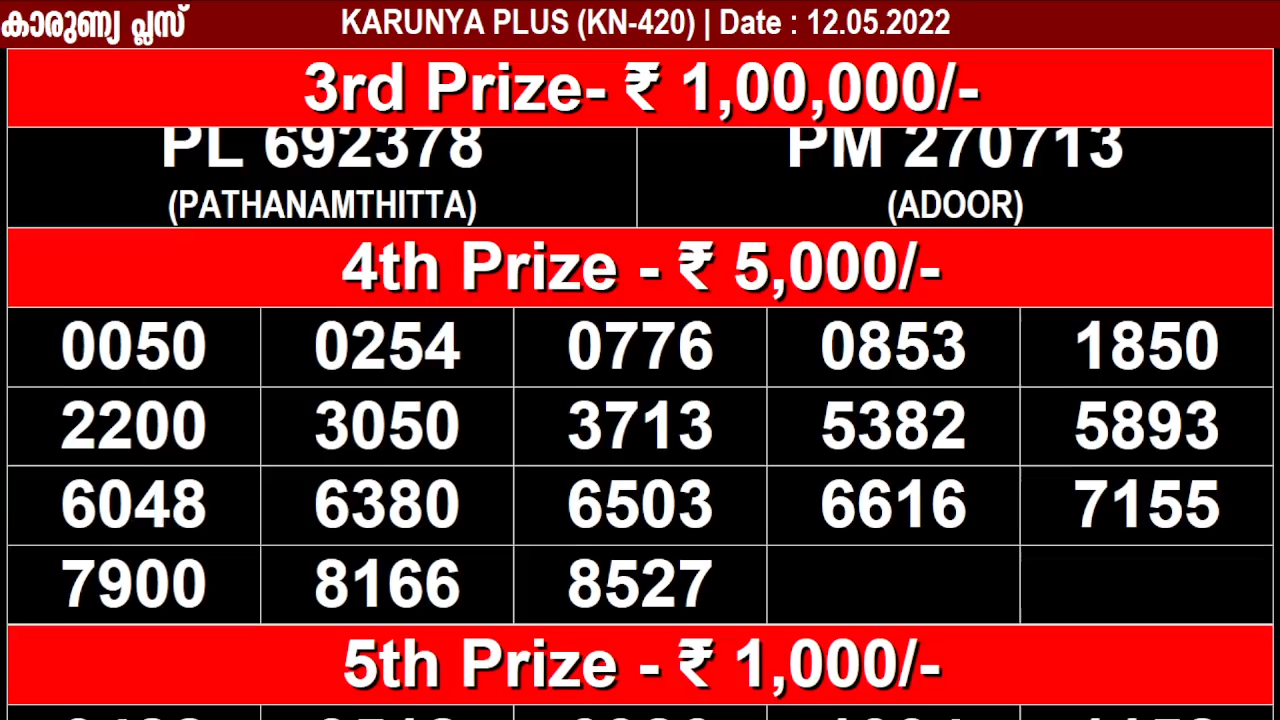 കാരുണ്യ പ്ലസ് KARUNYA PLUS (KN-420) | Date : 12.05.2022
3rd Prize- ₹ 1,00,000/-
PL 692378 PM 270713
(PATHANAMTHITTA) (ADOOR)
4th Prize - ₹ 5,000/-
0050 0254 0776 0853 1850
2200 3050 3713 5382 5893
6048 6380 6503 6616 7155
7900 8166 8527
5th Prize - ₹ 1,000/-